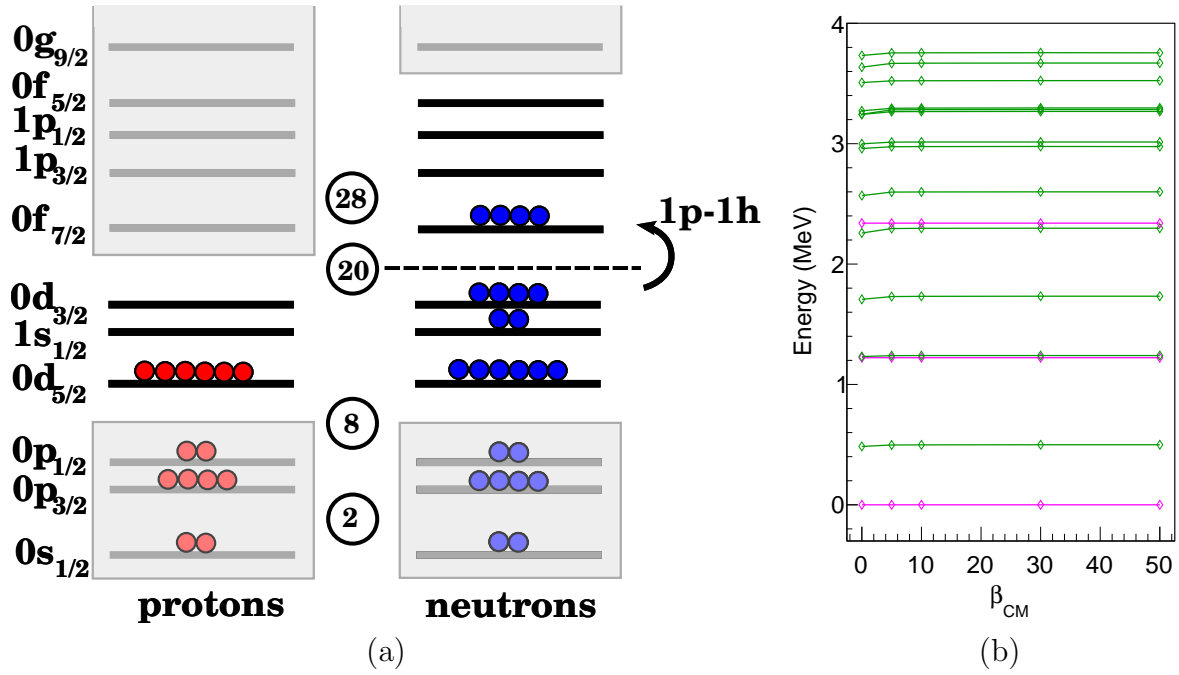 0g9/2
0f5/2
1p1/2
1p3/2
0f7/2
0d3/2
1s1/2
0d5/2
0p1/2
0p3/2
0s1/2
28
20
8
2
1p-1h
protons
neutrons
(a)
4
3
2
1
0
Energy (MeV)
0 10 20 30 40 50
βCM
(b)